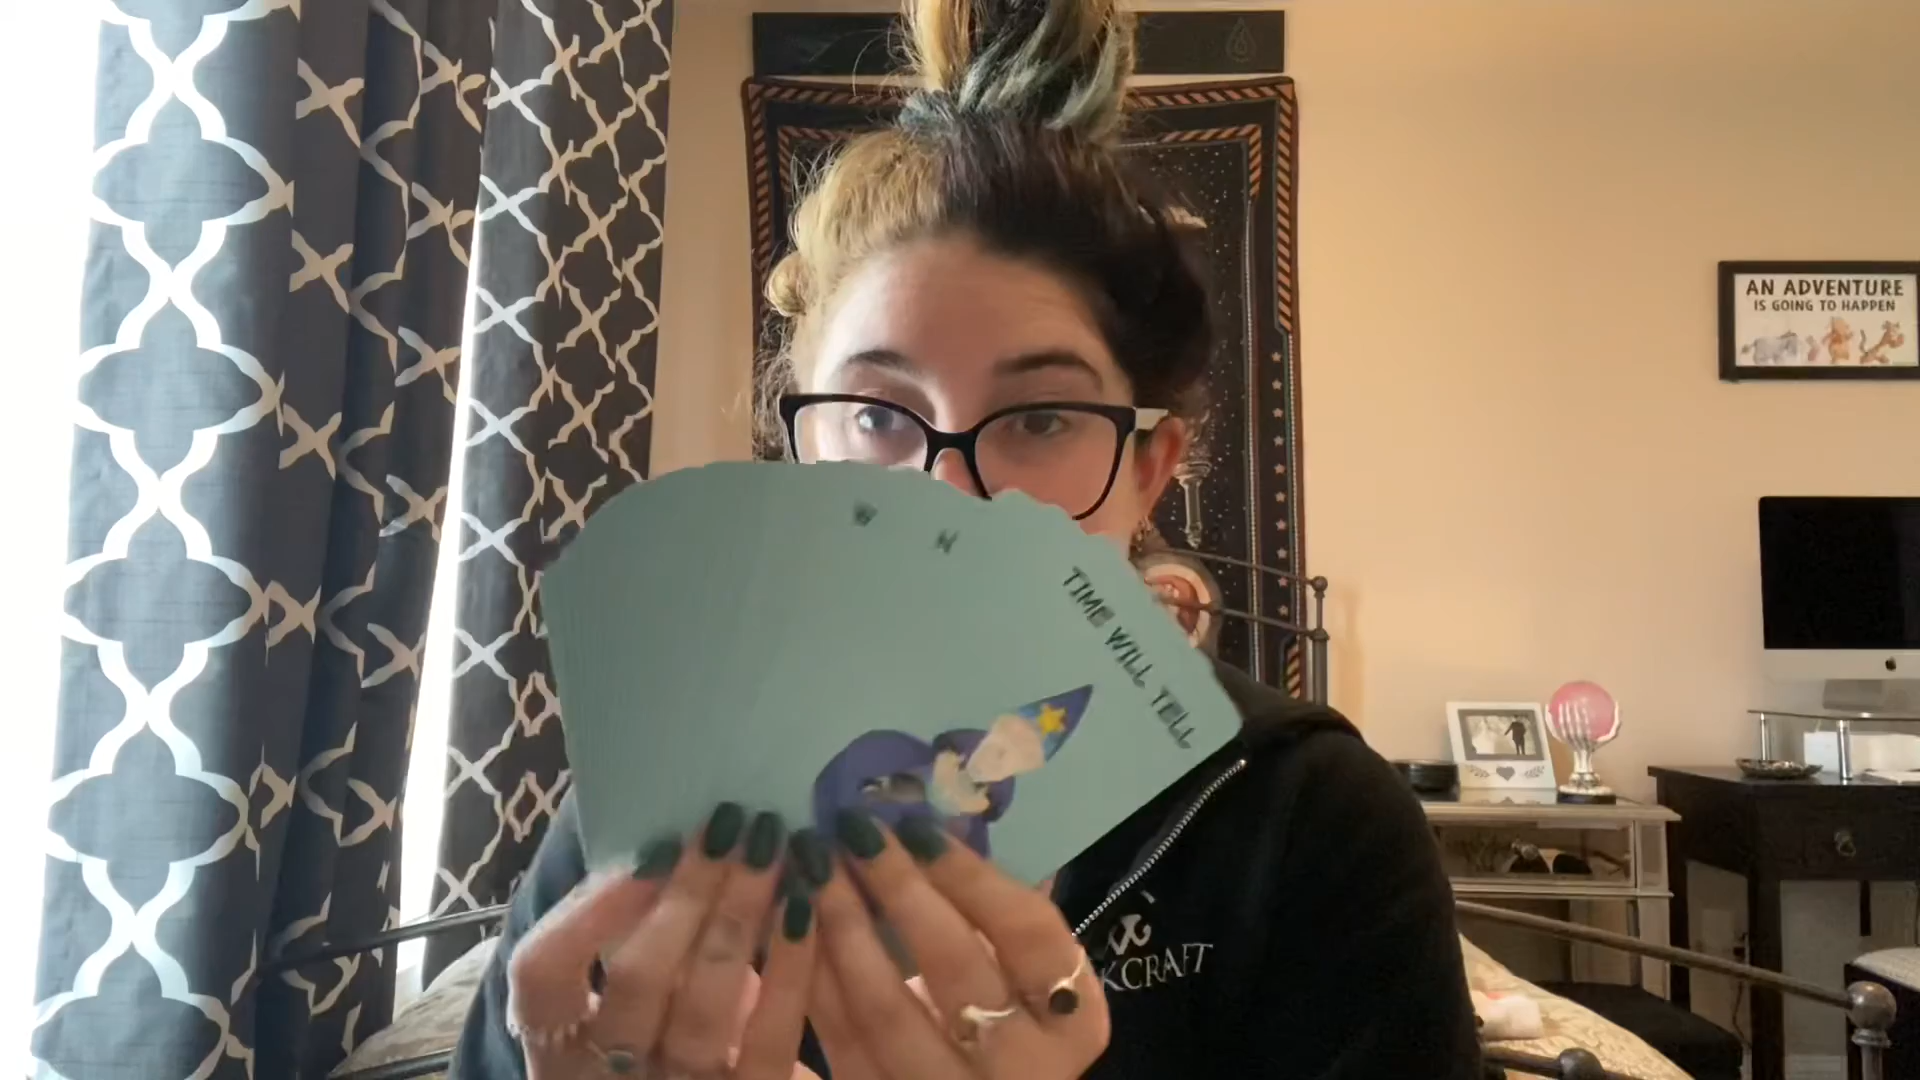 AN ADVENTURE
IS GOING TO HAPPEN
W
N
TIME WILL TELL
KCRAFT